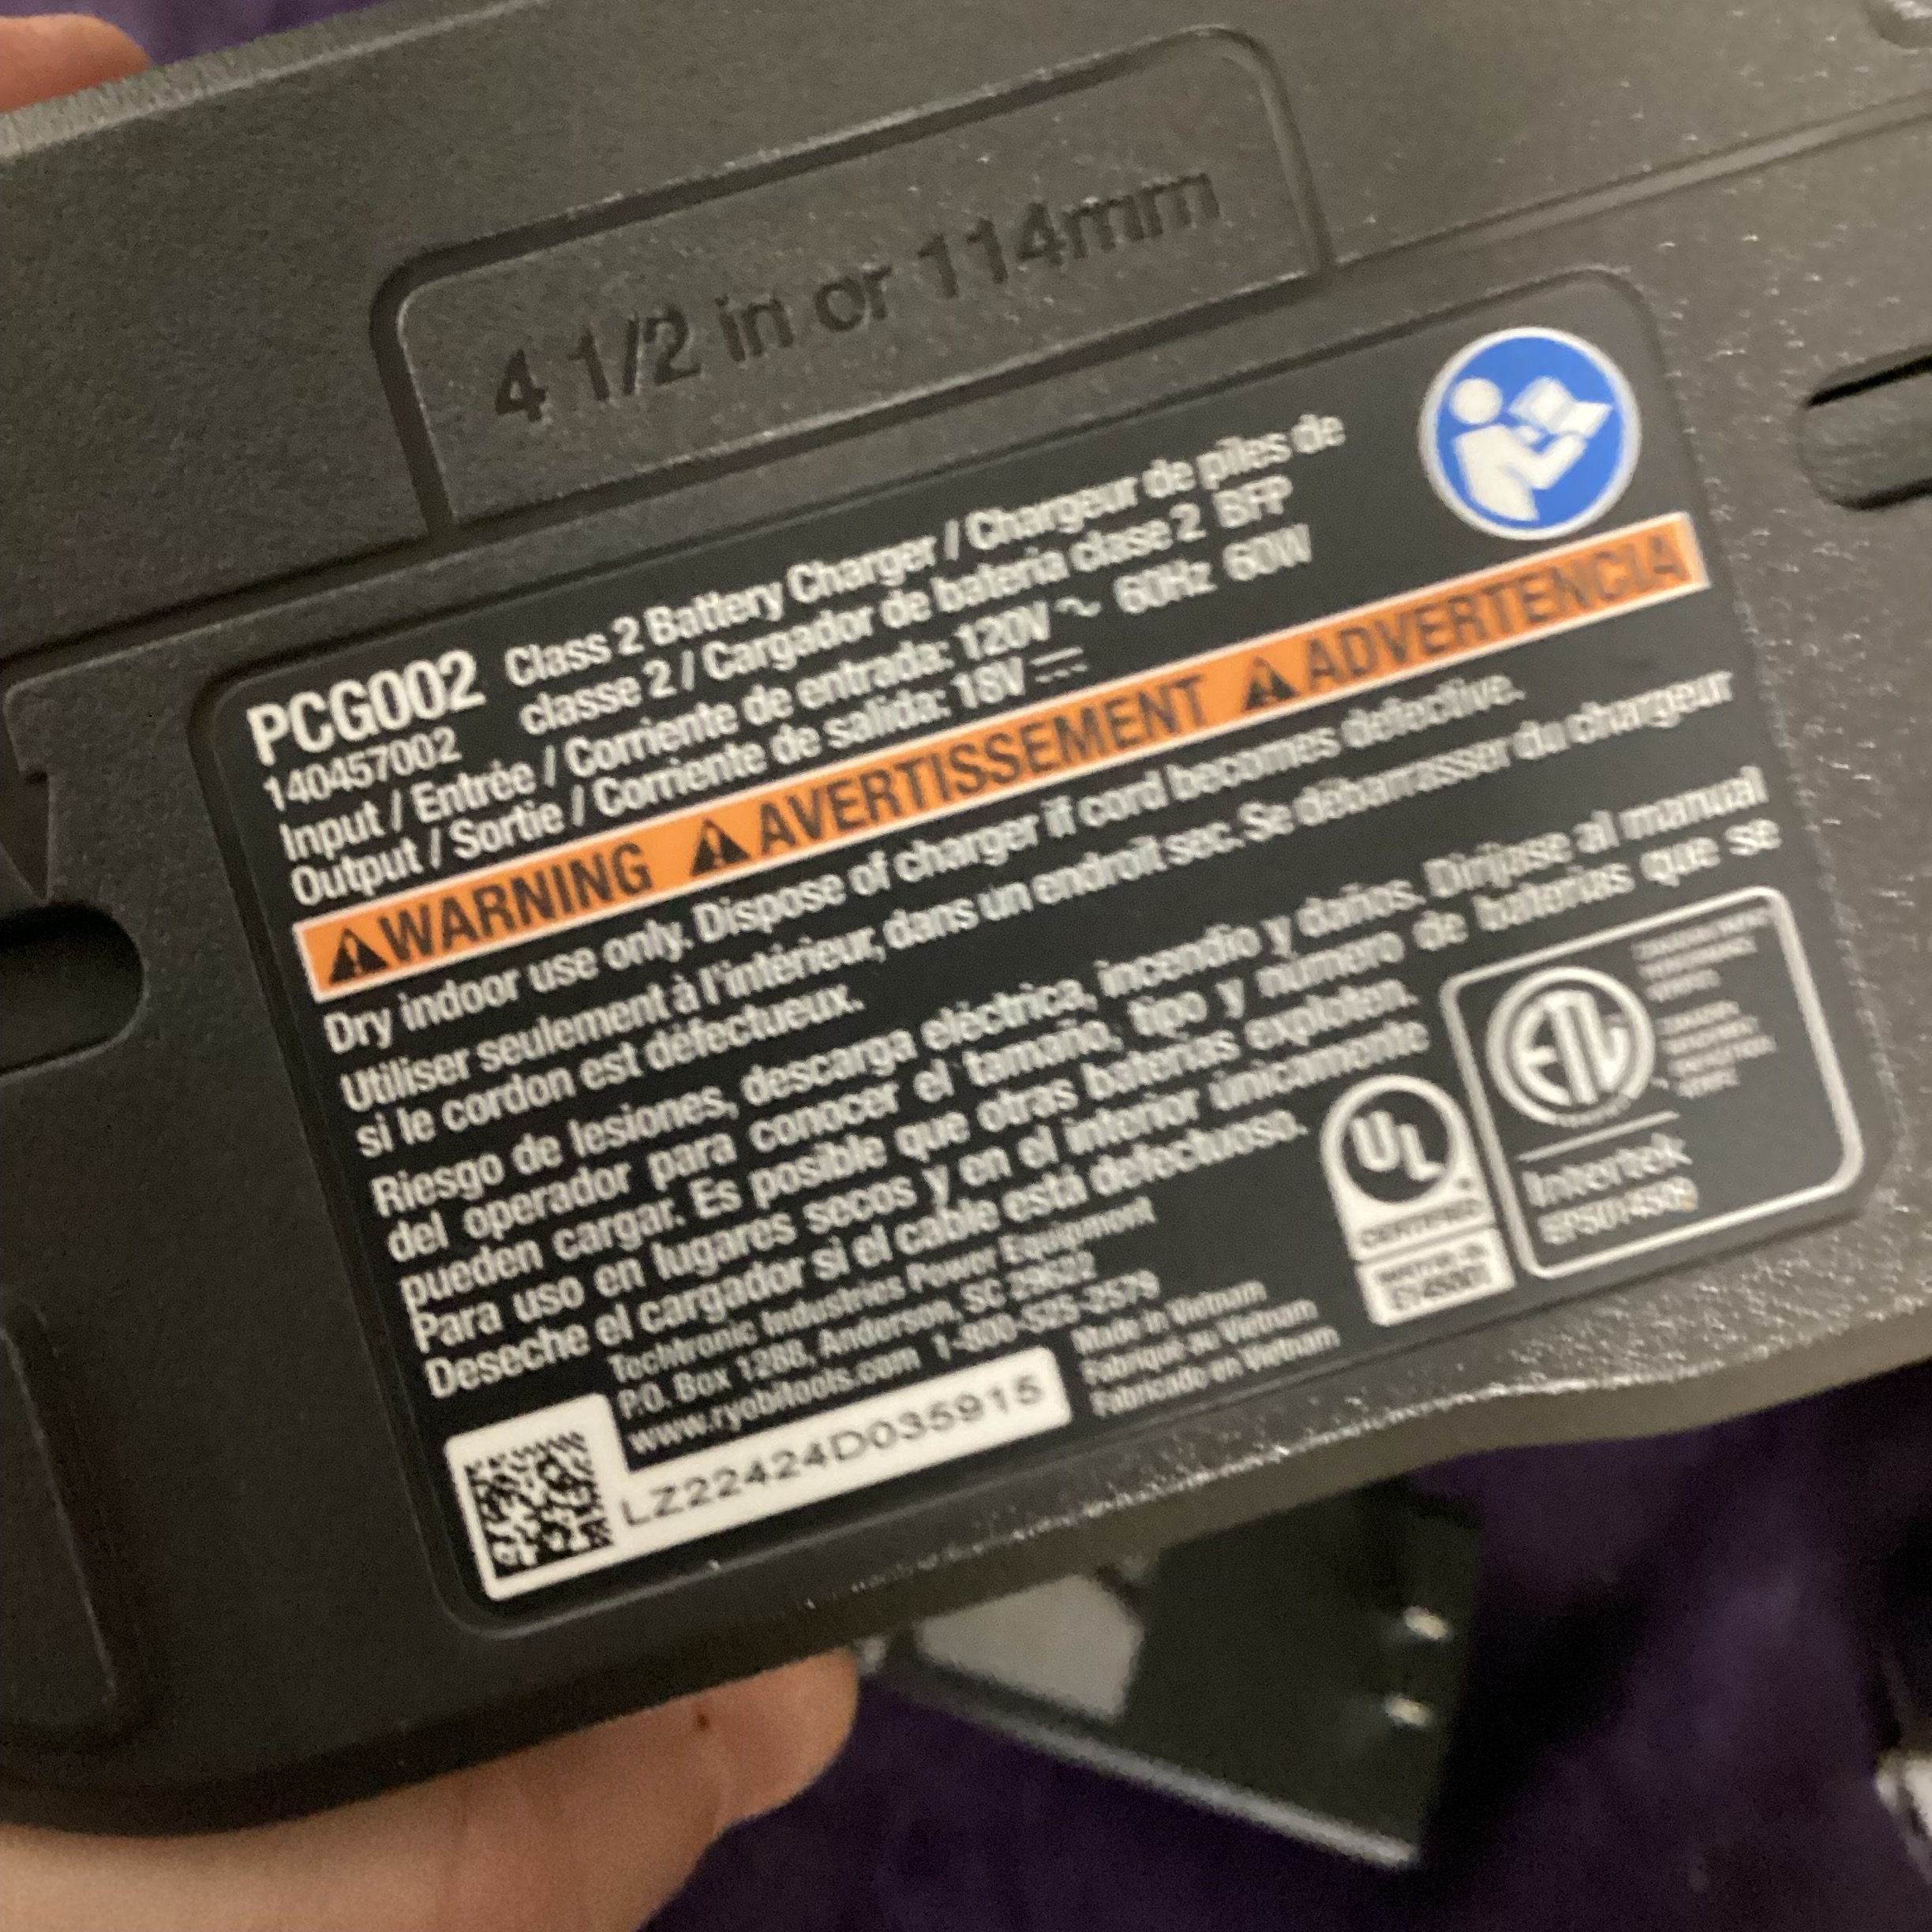 4 1/2 in or 114mm
PCG002 Class 2 Battery Charger / Chargeur de piles de
140457002 classe 2 / Cargador de batería clase 2 BFP
Input / Entrée / Corriente de entrada: 120V ~ 60Hz 60W
Output / Sortie / Corriente de salida: 18V ⎓
WARNING AVERTISSEMENT ADVERTENCIA
Dry indoor use only. Dispose of charger if cord becomes defective.
Utiliser seulement à l'intérieur, dans un endroit sec. Se débarrasser du chargeur
si le cordon est défectueux.
Riesgo de lesiones, descarga eléctrica, incendio y daños. Diríjase al manual
del operador para conocer el tamaño, tipo y número de baterías que se
pueden cargar. Es posible que otras baterías exploten.
Para uso en lugares secos y en el interior únicamente
Deseche el cargador si el cable está defectuoso.
Techtronic Industries Power Equipment
P.O. Box 1288, Anderson, SC 29622
www.ryobitools.com 1-800-525-2579
LZ22424D035915
Made in Vietnam
Fabriqué au Vietnam
Fabricado en Vietnam
UL
CERTIFIED
ETL
Intertek